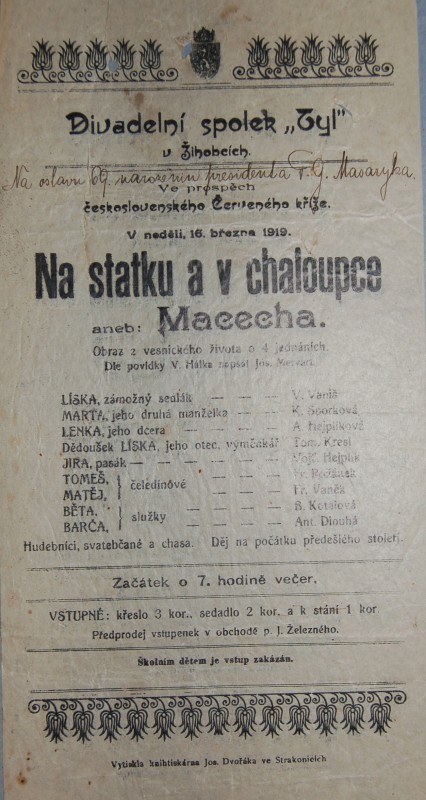 Divadelní spolek „Tyl"
v Žihobcích.
Na oslavu narozenin presidenta T. G. Masaryka.
Ve prospěch
československého Červeného kříže.
V neděli, 16. března 1919.
Na statku a v chaloupce
aneb: Macecha.
Obraz z vesnického života o 4 jednáních.
Dle povídky V. Hálka napsal Jos.
LÍSKA, zámožný sedlák — — — V. Vaniš
MARTA, jeho druhá manželka — — — K. Sporková
LENKA, jeho dcera — — — — A. Hejplíková
Dědoušek LÍSKA, jeho otec, výměnkář Tom. Kresl
JIRA, pasák — — — — — Vojt. Hejpík
TOMEŠ, — — — — Fr. Rožánek
MATĚJ, } čeledínové — — — — Fr. Vaněk
BĚTA, — — — — B.
BARČA, } služky — — — — Ant. Dlouhá
Hudebníci, svatebčané a chasa. Děj na počátku předešlého století.
Začátek o 7. hodině večer.
VSTUPNÉ: křeslo 3 kor., sedadlo 2 kor. a k stání 1 kor.
Předprodej vstupenek v obchodě p. J. Železného.
Školním dětem je vstup zakázán.
Vytiskla knihtiskárna Jos. Dvořáka ve Strakonicích